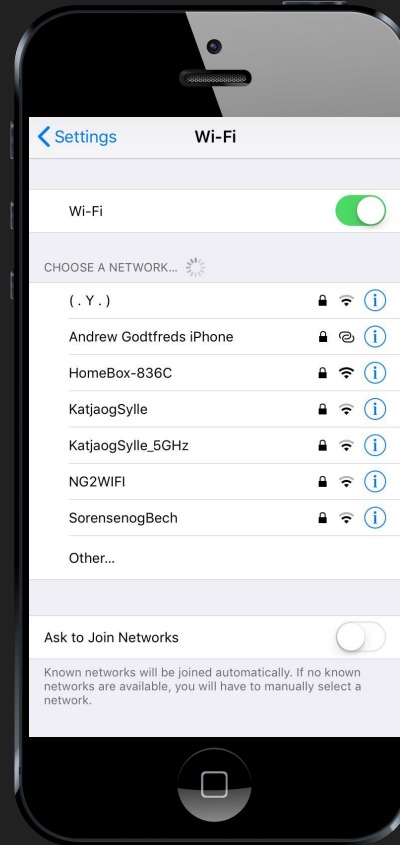 Settings
Wi-Fi
Wi-Fi
CHOOSE A NETWORK...
( . Y . )
Andrew Godtfreds iPhone
HomeBox-836C
KatjaogSylle
KatjaogSylle_5GHz
NG2WIFI
SorensenogBech
Other...
Ask to Join Networks
Known networks will be joined automatically. If no known
networks are available, you will have to manually select a
network.